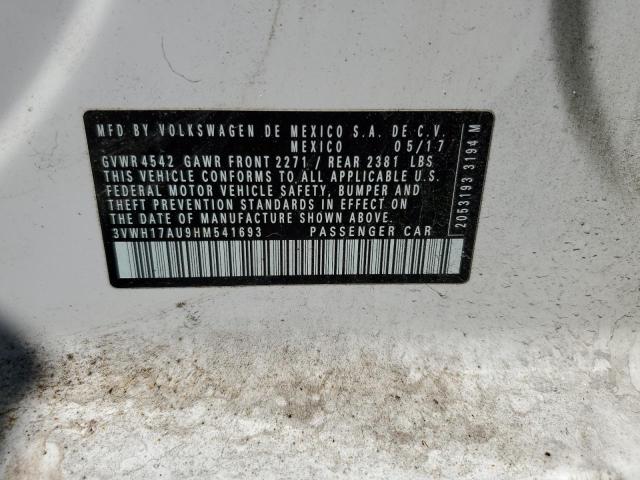 MFD BY VOLKSWAGEN DE MEXICO S.A. DE C.V.
MEXICO 05/17
GVWR 4542 GAWR FRONT 2271 / REAR 2381 LBS
THIS VEHICLE CONFORMS TO ALL APPLICABLE U.S.
FEDERAL MOTOR VEHICLE SAFETY, BUMPER AND
THEFT PREVENTION STANDARDS IN EFFECT ON
THE DATE OF MANUFACTURE SHOWN ABOVE.
3VWH17AU9HM541693 PASSENGER CAR
2053193 3194 M